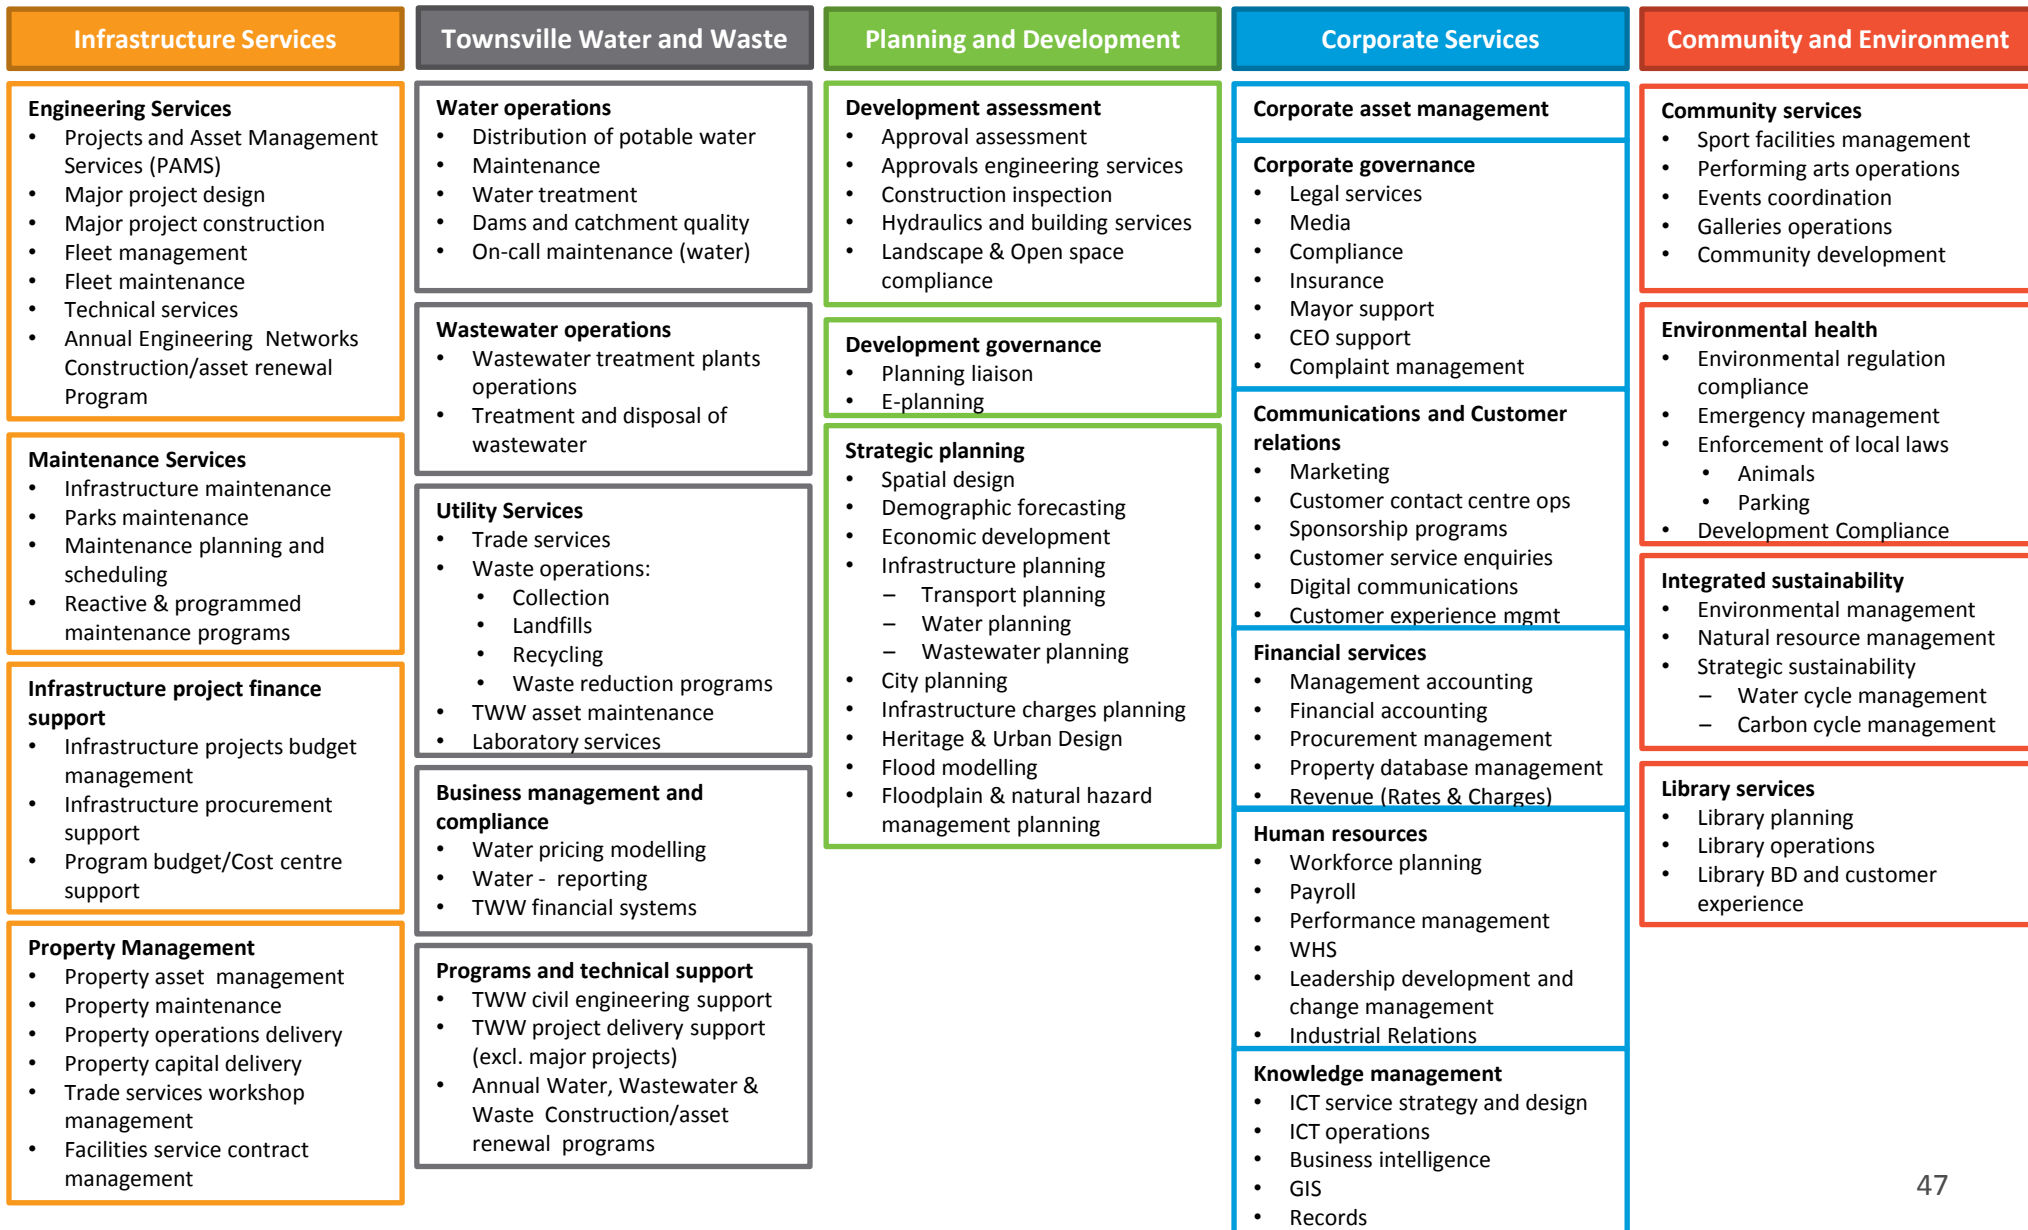 Infrastructure Services
Engineering Services
• Projects and Asset Management
Services (PAMS)
• Major project design
• Major project construction
• Fleet management
• Fleet maintenance
• Technical services
• Annual Engineering Networks
Construction/asset renewal
Program
Maintenance Services
• Infrastructure maintenance
• Parks maintenance
• Maintenance planning and
scheduling
• Reactive & programmed
maintenance programs
Infrastructure project finance
support
• Infrastructure projects budget
management
• Infrastructure procurement
support
• Program budget/Cost centre
support
Property Management
• Property asset management
• Property maintenance
• Property operations delivery
• Property capital delivery
• Trade services workshop
management
• Facilities service contract
management
Townsville Water and Waste
Water operations
• Distribution of potable water
• Maintenance
• Water treatment
• Dams and catchment quality
• On-call maintenance (water)
Wastewater operations
• Wastewater treatment plants
operations
• Treatment and disposal of
wastewater
Utility Services
• Trade services
• Waste operations:
• Collection
• Landfills
• Recycling
• Waste reduction programs
• TWW asset maintenance
• Laboratory services
Business management and
compliance
• Water pricing modelling
• Water - reporting
• TWW financial systems
Programs and technical support
• TWW civil engineering support
• TWW project delivery support
(excl. major projects)
• Annual Water, Wastewater &
Waste Construction/asset
renewal programs
Planning and Development
Development assessment
• Approval assessment
• Approvals engineering services
• Construction inspection
• Hydraulics and building services
• Landscape & Open space
compliance
Development governance
• Planning liaison
• E-planning
Strategic planning
• Spatial design
• Demographic forecasting
• Economic development
• Infrastructure planning
– Transport planning
– Water planning
– Wastewater planning
• City planning
• Infrastructure charges planning
• Heritage & Urban Design
• Flood modelling
• Floodplain & natural hazard
management planning
Corporate Services
Corporate asset management
Corporate governance
• Legal services
• Media
• Compliance
• Insurance
• Mayor support
• CEO support
• Complaint management
Communications and Customer
relations
• Marketing
• Customer contact centre ops
• Sponsorship programs
• Customer service enquiries
• Digital communications
• Customer experience mgmt
Financial services
• Management accounting
• Financial accounting
• Procurement management
• Property database management
• Revenue (Rates & Charges)
Human resources
• Workforce planning
• Payroll
• Performance management
• WHS
• Leadership development and
change management
• Industrial Relations
Knowledge management
• ICT service strategy and design
• ICT operations
• Business intelligence
• GIS
• Records
Community and Environment
Community services
• Sport facilities management
• Performing arts operations
• Events coordination
• Galleries operations
• Community development
Environmental health
• Environmental regulation
compliance
• Emergency management
• Enforcement of local laws
• Animals
• Parking
• Development Compliance
Integrated sustainability
• Environmental management
• Natural resource management
• Strategic sustainability
– Water cycle management
– Carbon cycle management
Library services
• Library planning
• Library operations
• Library BD and customer
experience
47